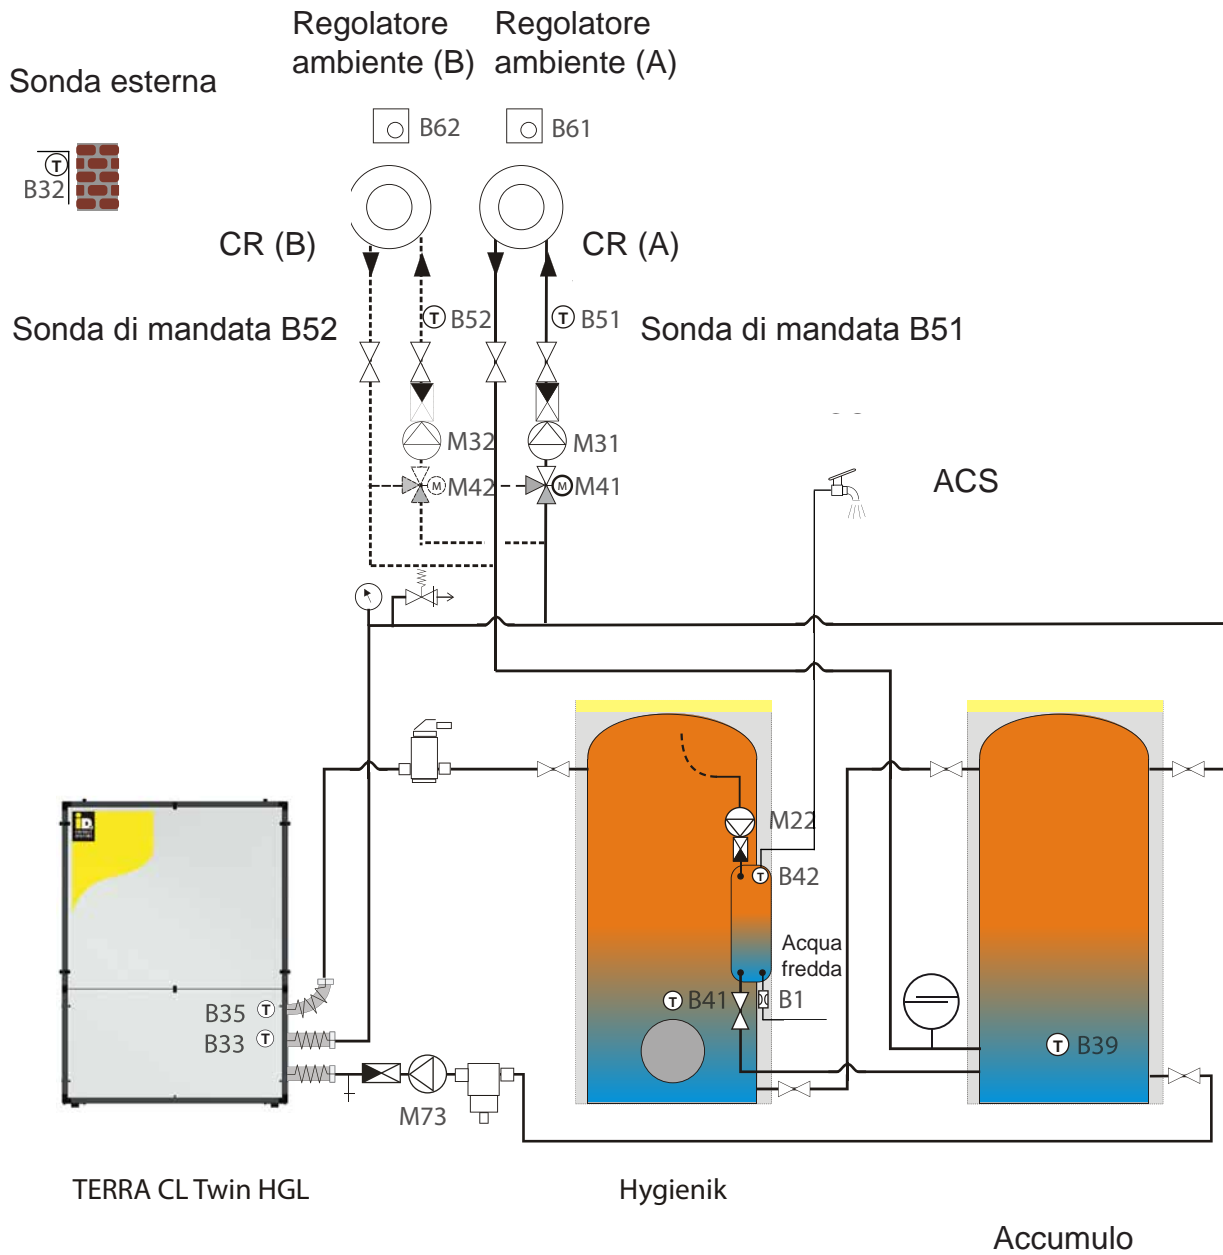 Regolatore
ambiente (B)
Regolatore
ambiente (A)
Sonda esterna
B62
B61
T
B32
CR (B)
CR (A)
Sonda di mandata B52
T B52
T B51
Sonda di mandata B51
M32
M31
M M42
M M41
ACS
M22
T B42
Acqua
fredda
T B41
B1
B35 T
B33 T
T B39
M73
TERRA CL Twin HGL
Hygienik
Accumulo